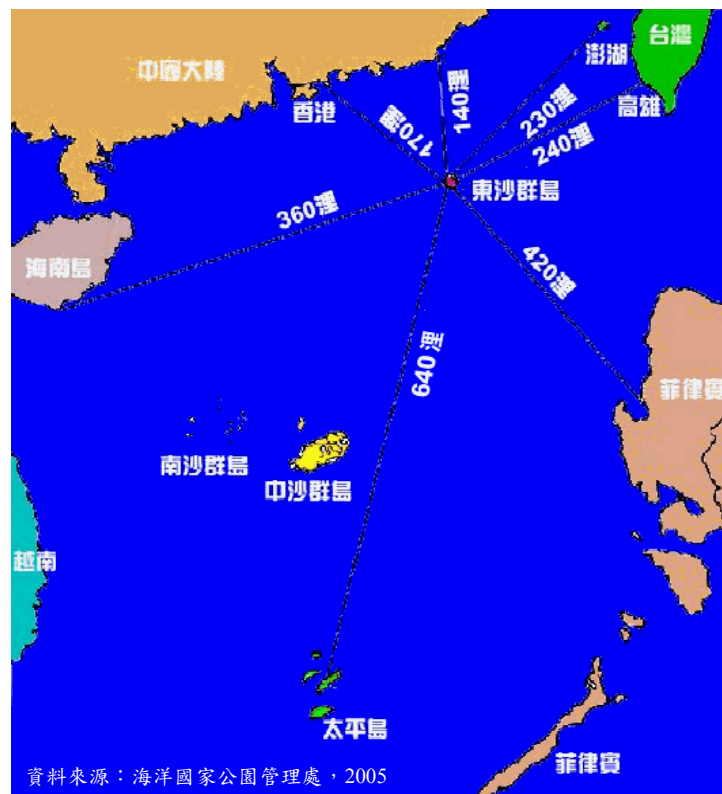 台灣
澎湖
中國大陸
香港
高雄
140浬
170浬
230浬
240浬
東沙群島
360浬
海南島
420浬
640浬
菲律賓
南沙群島
中沙群島
越南
太平島
菲律賓
資料來源：海洋國家公園管理處，2005